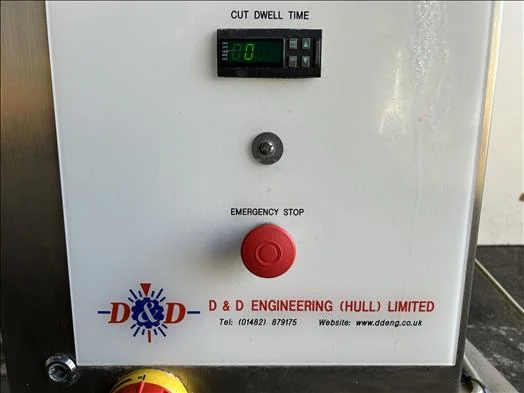 CUT DWELL TIME
0
EMERGENCY STOP
D&D
D & D ENGINEERING (HULL) LIMITED
Tel: (01482) 879175 Website: www.ddeng.co.uk